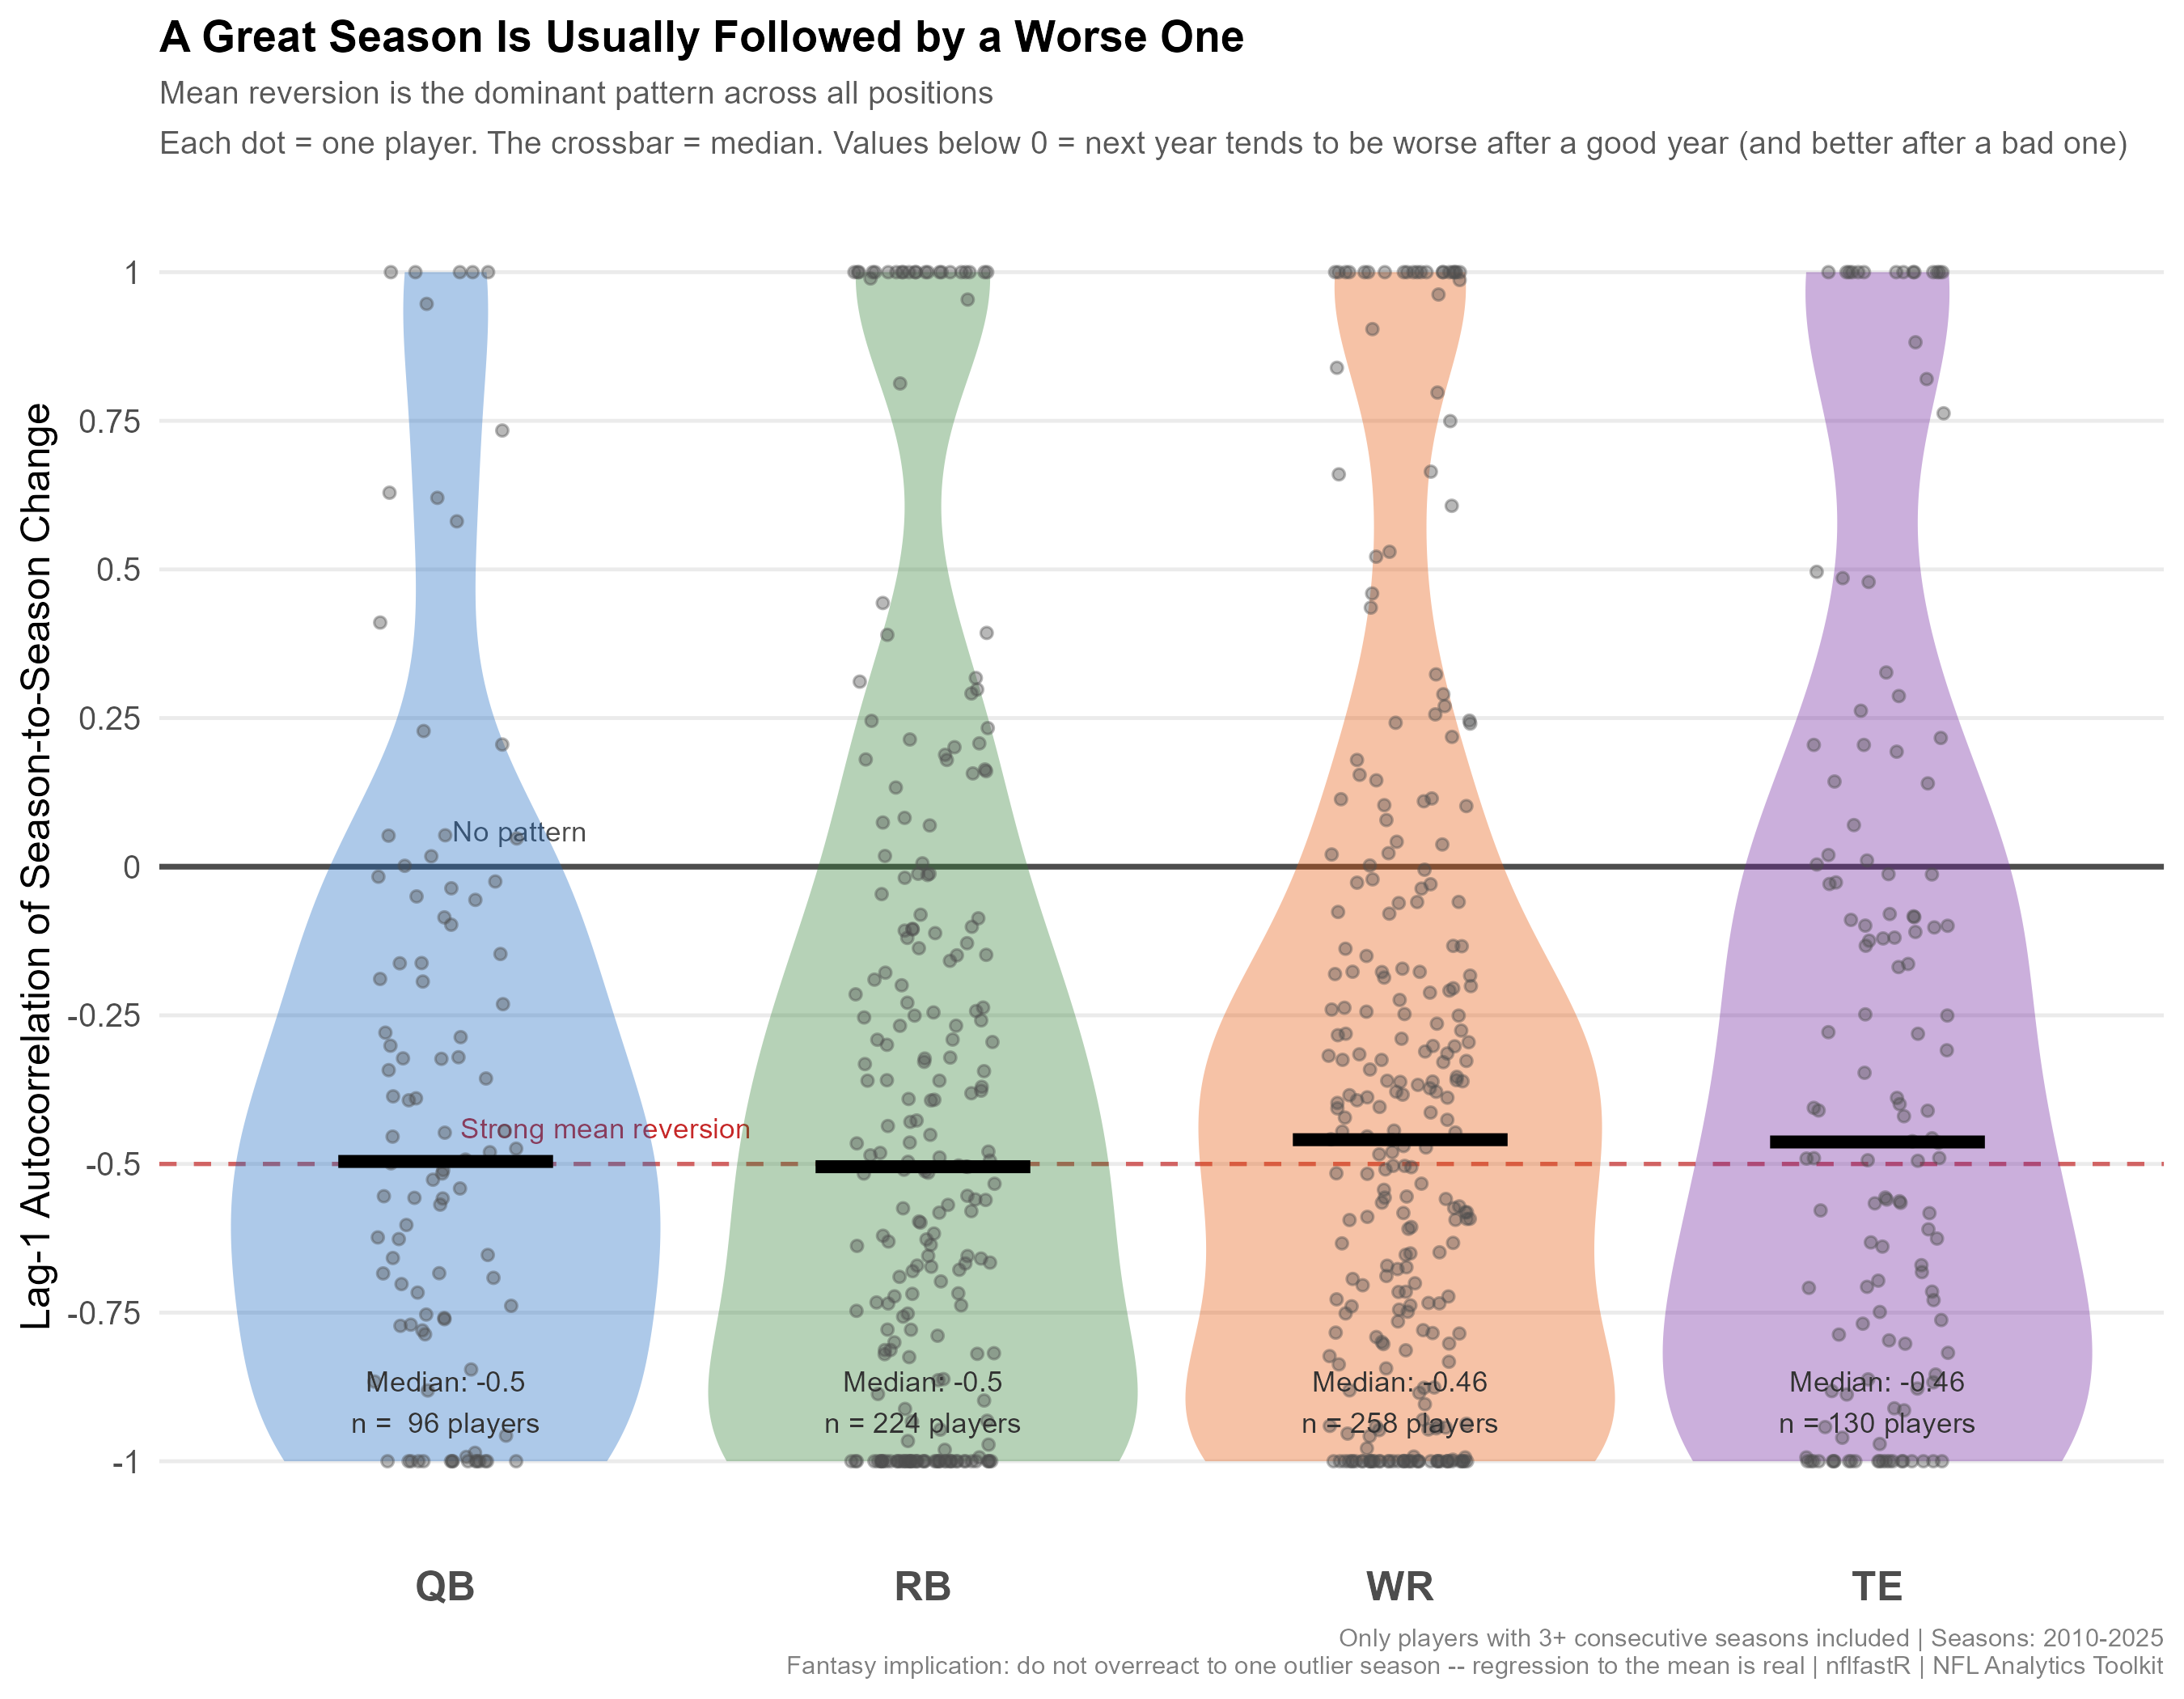 A Great Season Is Usually Followed by a Worse One
Mean reversion is the dominant pattern across all positions
Each dot = one player. The crossbar = median. Values below 0 = next year tends to be worse after a good year (and better after a bad one)
Lag-1 Autocorrelation of Season-to-Season Change
1
0.75
0.5
0.25
No pattern
0
-0.25
Strong mean reversion
-0.5
-0.75
Median: -0.5
n =  96 players
Median: -0.5
n = 224 players
Median: -0.46
n = 258 players
Median: -0.46
n = 130 players
-1
QB
RB
WR
TE
Only players with 3+ consecutive seasons included | Seasons: 2010-2025
Fantasy implication: do not overreact to one outlier season -- regression to the mean is real | nflfastR | NFL Analytics Toolkit